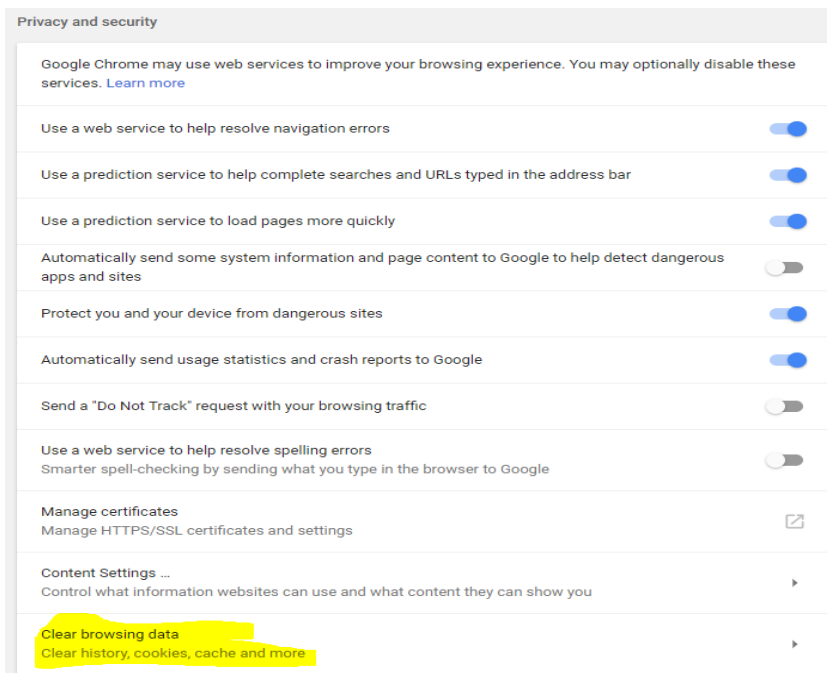 Privacy and security
Google Chrome may use web services to improve your browsing experience. You may optionally disable these
services. Learn more
Use a web service to help resolve navigation errors
Use a prediction service to help complete searches and URLs typed in the address bar
Use a prediction service to load pages more quickly
Automatically send some system information and page content to Google to help detect dangerous
apps and sites
Protect you and your device from dangerous sites
Automatically send usage statistics and crash reports to Google
Send a "Do Not Track" request with your browsing traffic
Use a web service to help resolve spelling errors
Smarter spell-checking by sending what you type in the browser to Google
Manage certificates
Manage HTTPS/SSL certificates and settings
Content Settings ...
Control what information websites can use and what content they can show you
Clear browsing data
Clear history, cookies, cache and more